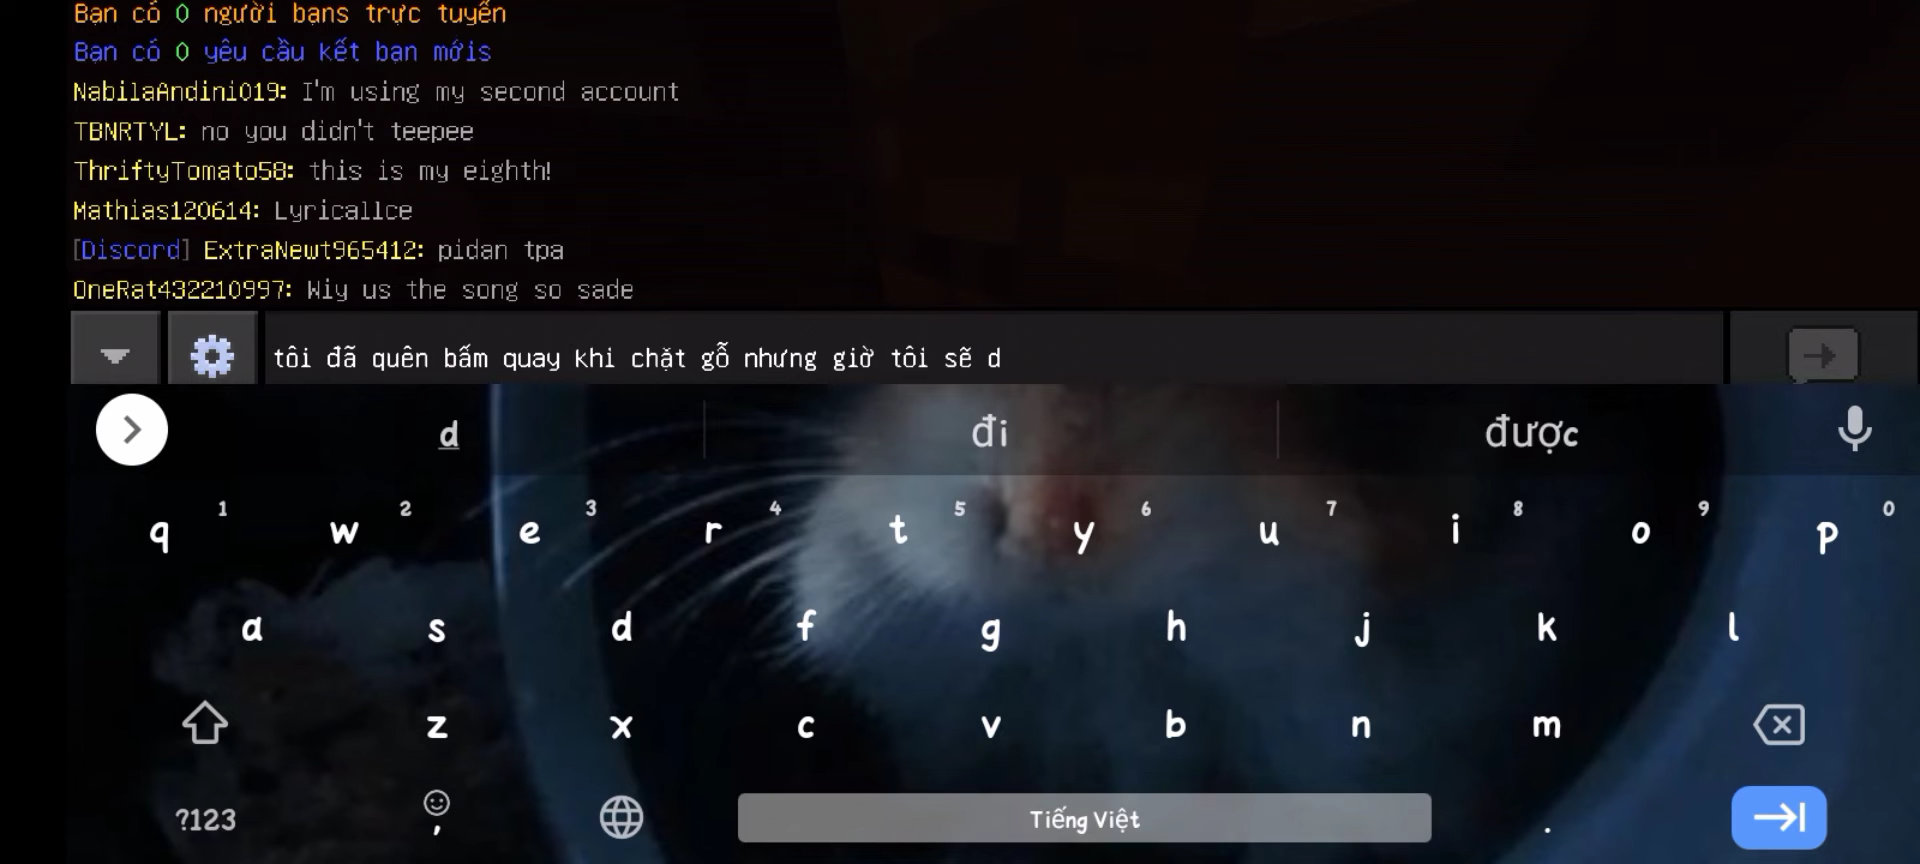 Bạn có 0 người bạns trực tuyến
Bạn có 0 yêu cầu kết bạn mớis
NabilaAndini019: I'm using my second account
TBNRTYL: no you didn't teepee
ThriftyTomato58: this is my eighth!
Mathias120614: LyricalIce
[Discord] ExtraNewt965412: pidan tpa
OneRat432210997: Wiy us the song so sade
tôi đã quên bấm quay khi chặt gỗ nhưng giờ tôi sẽ d
d đi được
1 2 3 4 5 6 7 8 9 0
q w e r t y u i o p
a s d f g h j k l
z x c v b n m
?123 , Tiếng Việt .